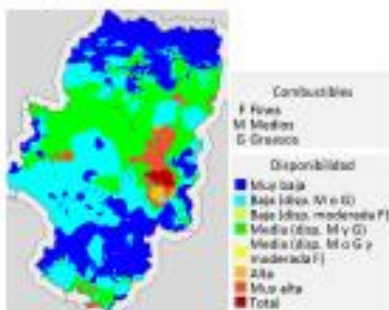 Combustibles
F Finos
M Medios
G Gruesos
Disponibilidad
Muy baja
Baja (disp. M o G)
Baja (disp. moderada F)
Media (disp. M y G)
Media (disp. M o G y
moderada F)
Alta
Muy alta
Total